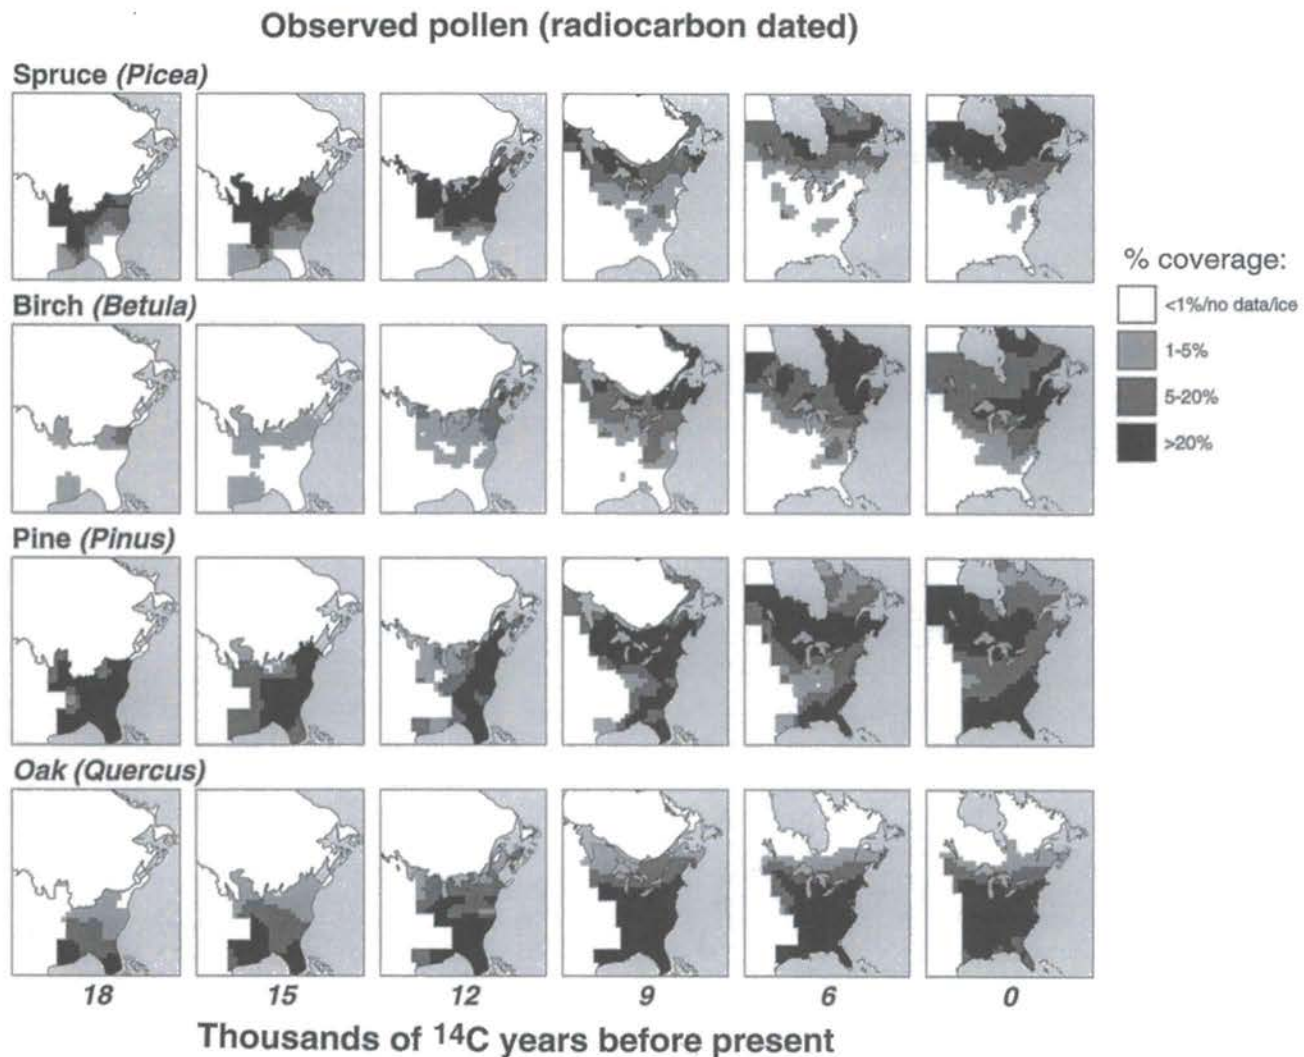 Observed pollen (radiocarbon dated)
Spruce (Picea)
Birch (Betula)
% coverage:
<1%/no data/ice
1-5%
5-20%
>20%
Pine (Pinus)
Oak (Quercus)
18 15 12 9 6 0
Thousands of 14C years before present